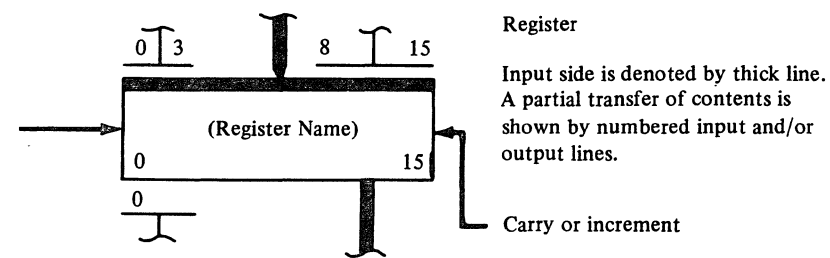 0 3
8 15
(Register Name)
0 15
0
Register
Input side is denoted by thick line.
A partial transfer of contents is
shown by numbered input and/or
output lines.
Carry or increment